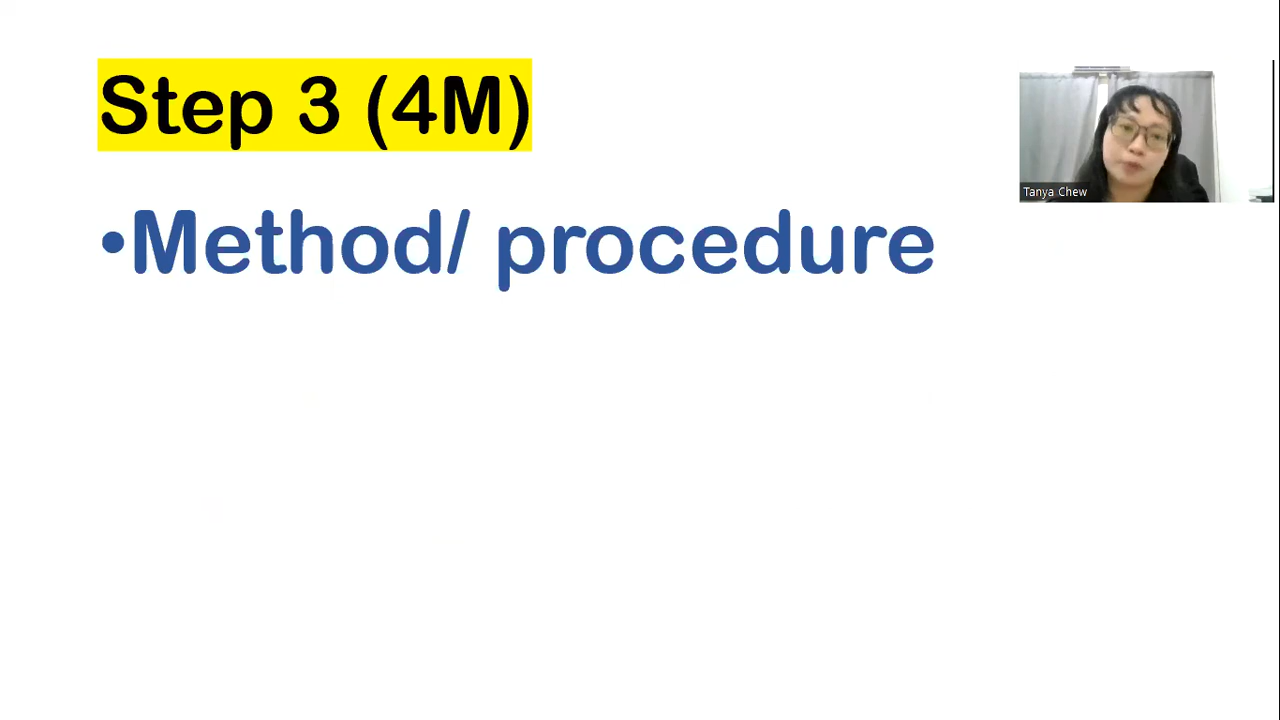 Step 3 (4M)
•Method/ procedure
Tanya Chew